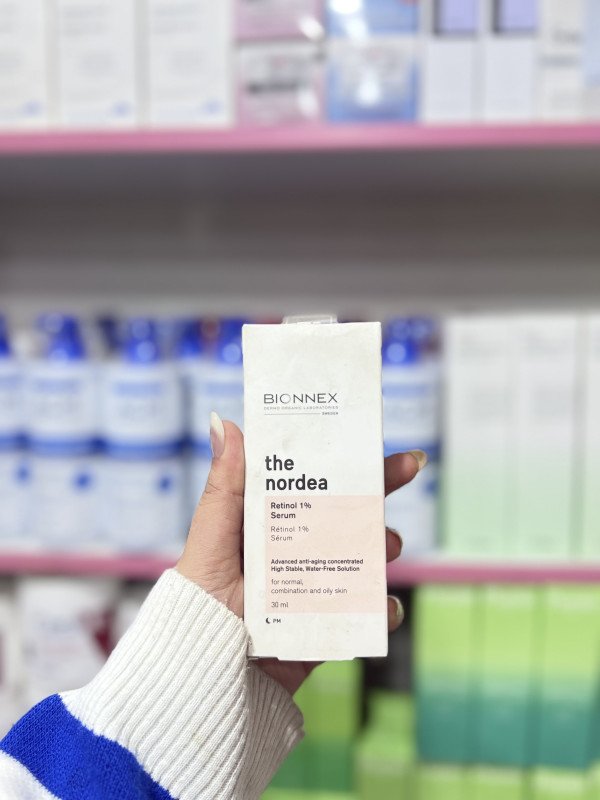 BIONNEX
DERMO ORGANIC LABORATORIES
SWEDEN
the
nordea
Retinol 1%
Serum
Rétinol 1%
Sérum
Advanced anti-aging concentrated
High Stable, Water-Free Solution
for normal,
combination and oily skin
30 ml
PM